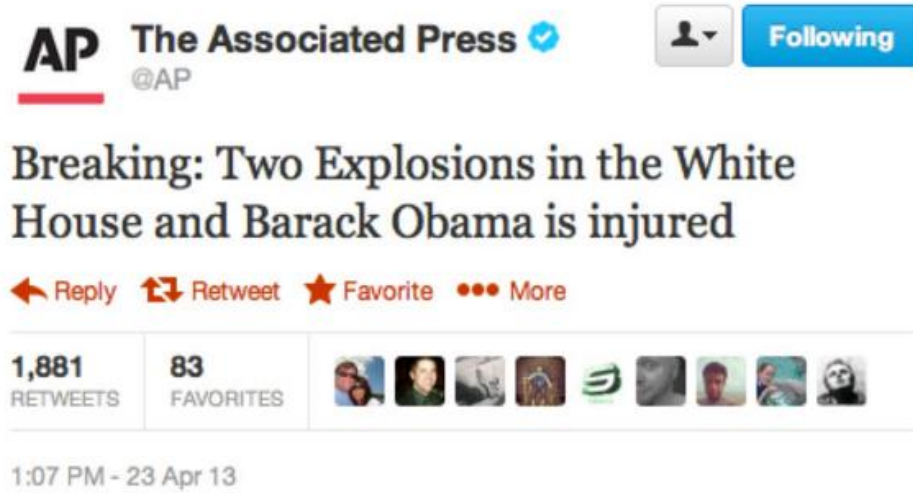 AP The Associated Press
@AP
Following
Breaking: Two Explosions in the White
House and Barack Obama is injured
Reply Retweet Favorite More
1,881 83
RETWEETS FAVORITES
1:07 PM - 23 Apr 13